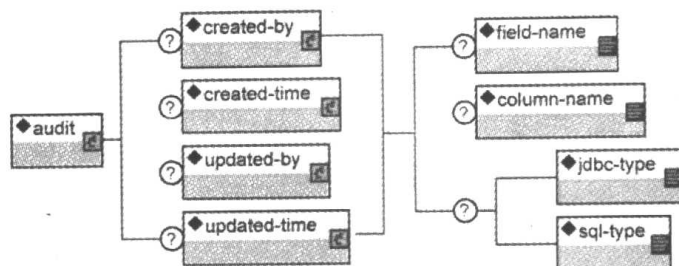 audit
? created-by
? created-time
? updated-by
? updated-time
? field-name
? column-name
?
jdbc-type
sql-type